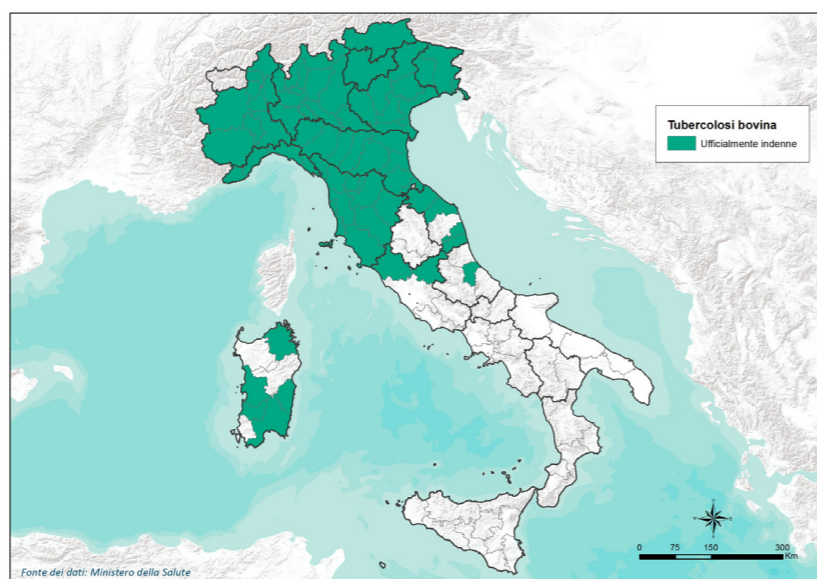 Tubercolosi bovina
Ufficialmente indenne
N
0 75 150 300
Km
Fonte dei dati: Ministero della Salute